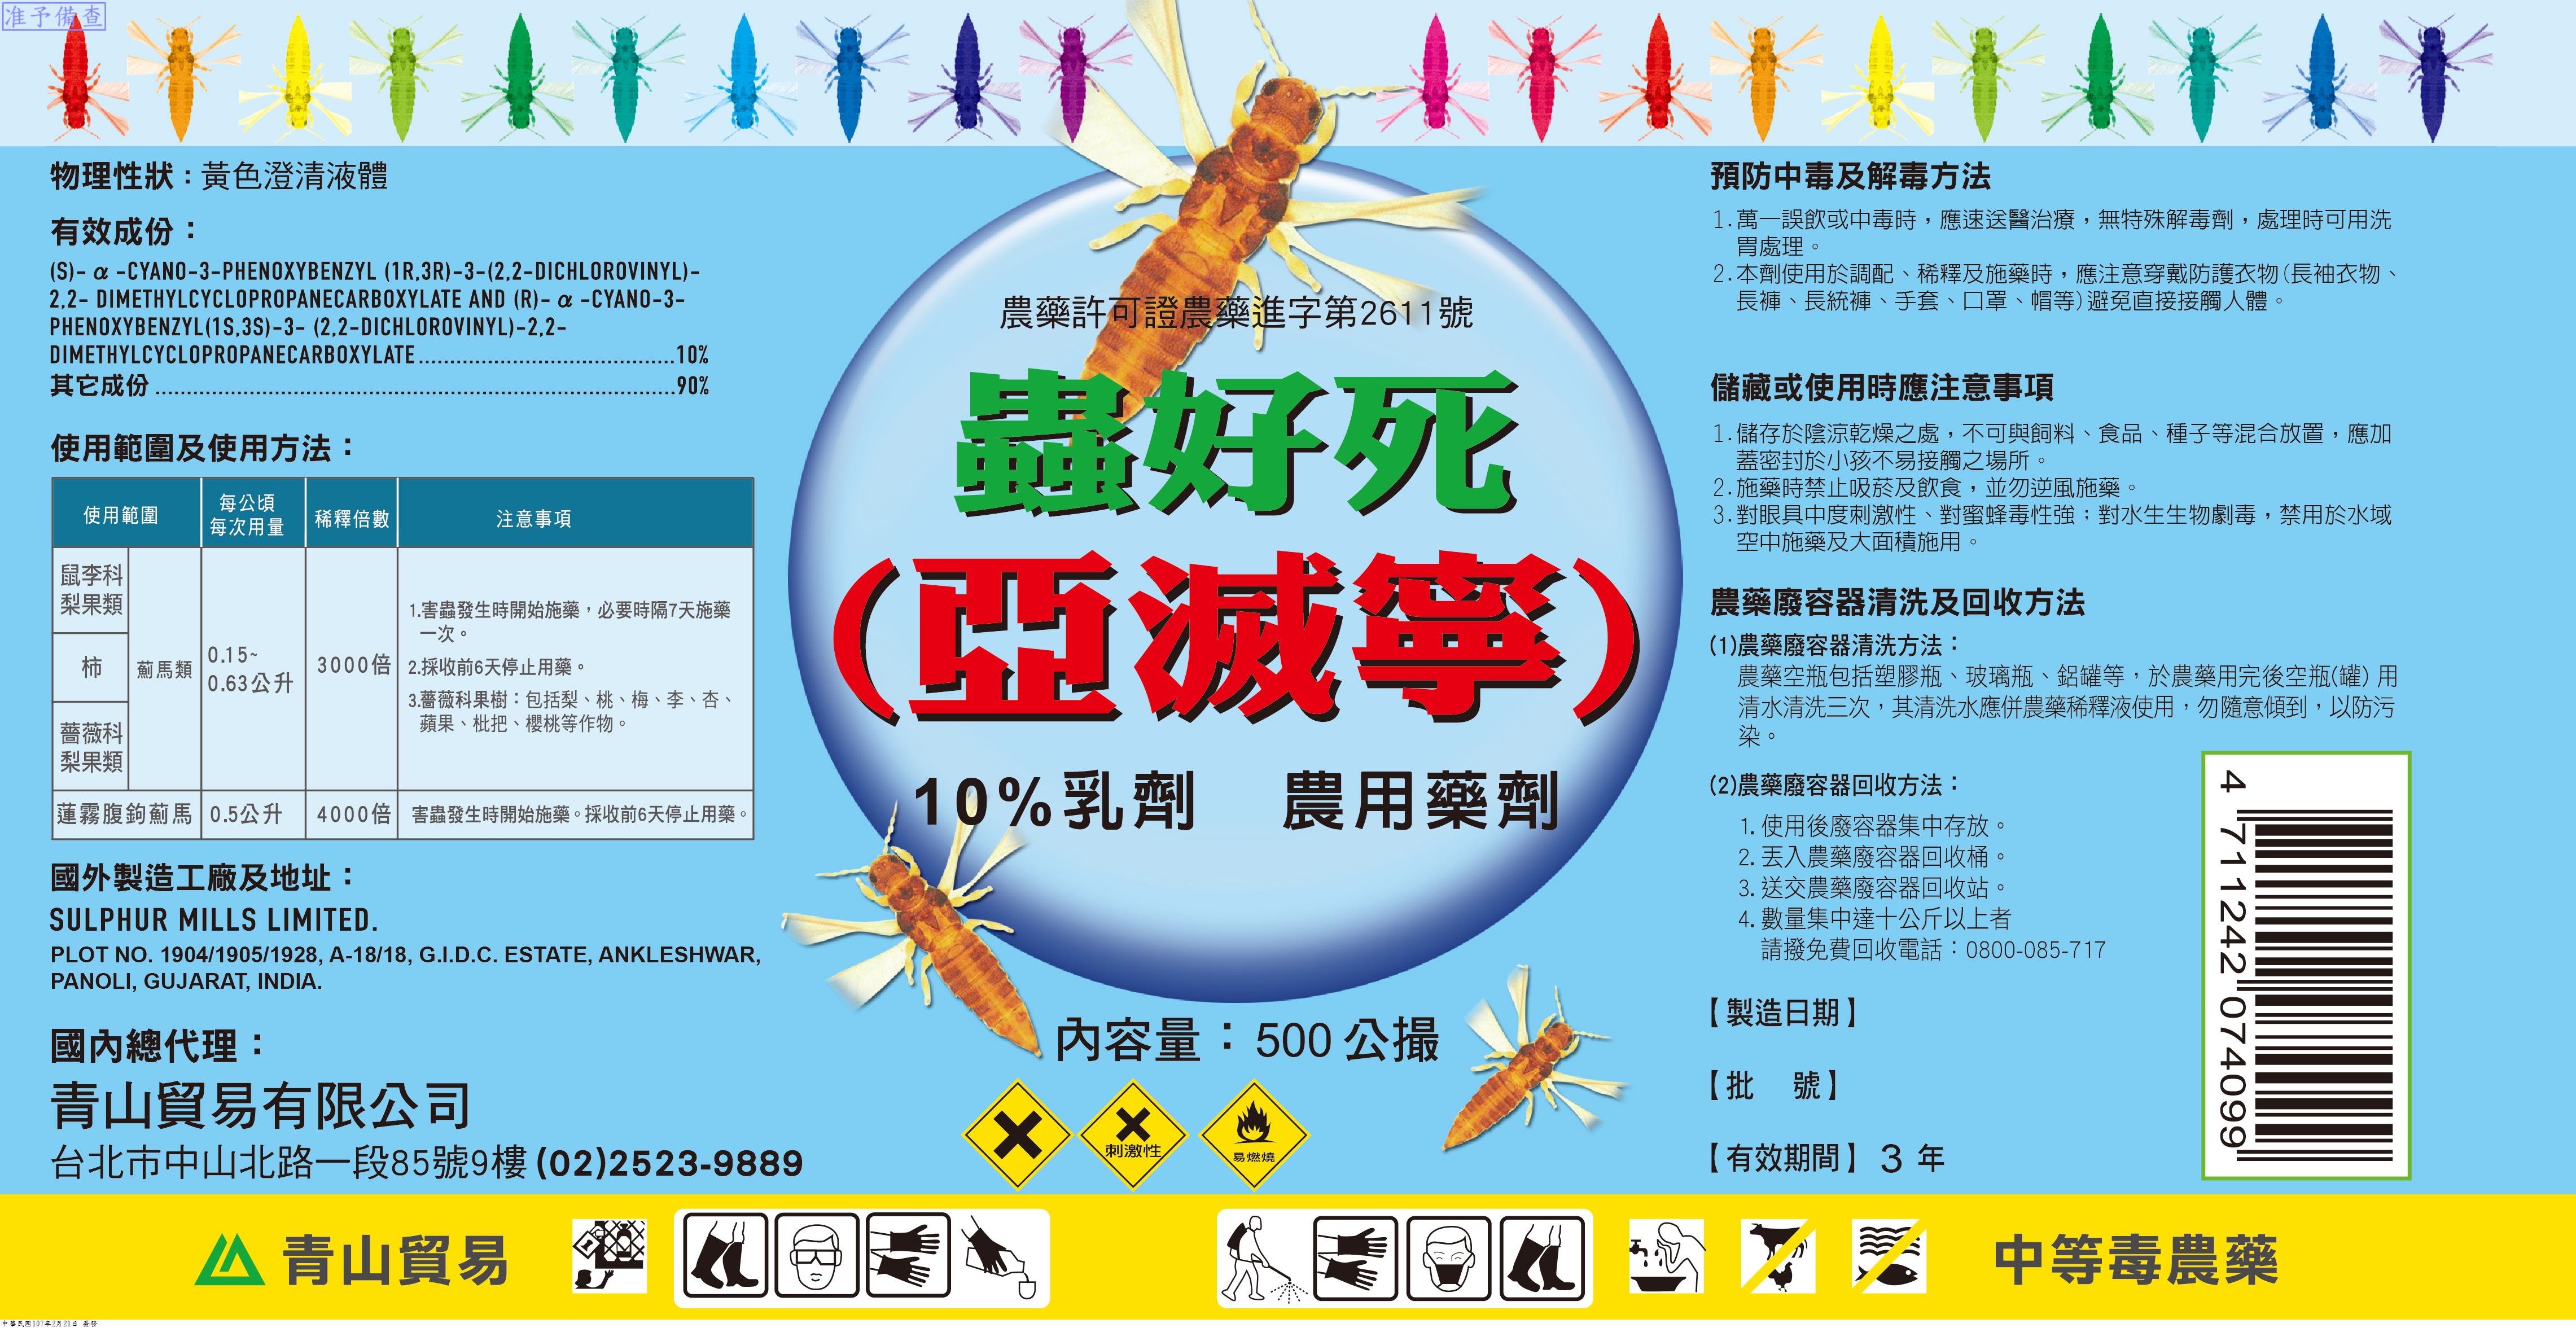 准予備查
物理性狀：黃色澄清液體
有效成份：
(S)- α -CYANO-3-PHENOXYBENZYL (1R,3R)-3-(2,2-DICHLOROVINYL)-
2,2- DIMETHYLCYCLOPROPANECARBOXYLATE AND (R)- α -CYANO-3-
PHENOXYBENZYL(1S,3S)-3- (2,2-DICHLOROVINYL)-2,2-
DIMETHYLCYCLOPROPANECARBOXYLATE.........................................10%
其它成份 ...................................................................................90%
使用範圍及使用方法：
使用範圍 每公頃 每次用量 稀釋倍數 注意事項
鼠李科
梨果類
柿
薔薇科
梨果類
薊馬類
0.15~
0.63公升
3000倍
1.害蟲發生時開始施藥，必要時隔7天施藥
一次。
2.採收前6天停止用藥。
3.薔薇科果樹：包括梨、桃、梅、李、杏、
蘋果、枇把、櫻桃等作物。
蓮霧腹鉤薊馬 0.5公升 4000倍 害蟲發生時開始施藥。採收前6天停止用藥。
國外製造工廠及地址：
SULPHUR MILLS LIMITED.
PLOT NO. 1904/1905/1928, A-18/18, G.I.D.C. ESTATE, ANKLESHWAR,
PANOLI, GUJARAT, INDIA.
國內總代理：
青山貿易有限公司
台北市中山北路一段85號9樓 (02)2523-9889
農藥許可證農藥進字第2611號
蟲好死
(亞滅寧)
10%乳劑 農用藥劑
內容量：500公撮
刺激性
易燃燒
預防中毒及解毒方法
1.萬一誤飲或中毒時，應速送醫治療，無特殊解毒劑，處理時可用洗
胃處理。
2.本劑使用於調配、稀釋及施藥時，應注意穿戴防護衣物(長袖衣物、
長褲、長統褲、手套、口罩、帽等)避免直接接觸人體。
儲藏或使用時應注意事項
1.儲存於陰涼乾燥之處，不可與飼料、食品、種子等混合放置，應加
蓋密封於小孩不易接觸之場所。
2.施藥時禁止吸菸及飲食，並勿逆風施藥。
3.對眼具中度刺激性、對蜜蜂毒性強；對水生生物劇毒，禁用於水域
空中施藥及大面積施用。
農藥廢容器清洗及回收方法
(1)農藥廢容器清洗方法：
農藥空瓶包括塑膠瓶、玻璃瓶、鋁罐等，於農藥用完後空瓶(罐) 用
清水清洗三次，其清洗水應併農藥稀釋液使用，勿隨意傾到，以防污
染。
(2)農藥廢容器回收方法：
1. 使用後廢容器集中存放。
2. 丟入農藥廢容器回收桶。
3. 送交農藥廢容器回收站。
4. 數量集中達十公斤以上者
請撥免費回收電話：0800-085-717
【製造日期】
【批 號】
【有效期間】3 年
4 711242 074099
青山貿易
中等毒農藥
中華民國107年2月21日 簽發